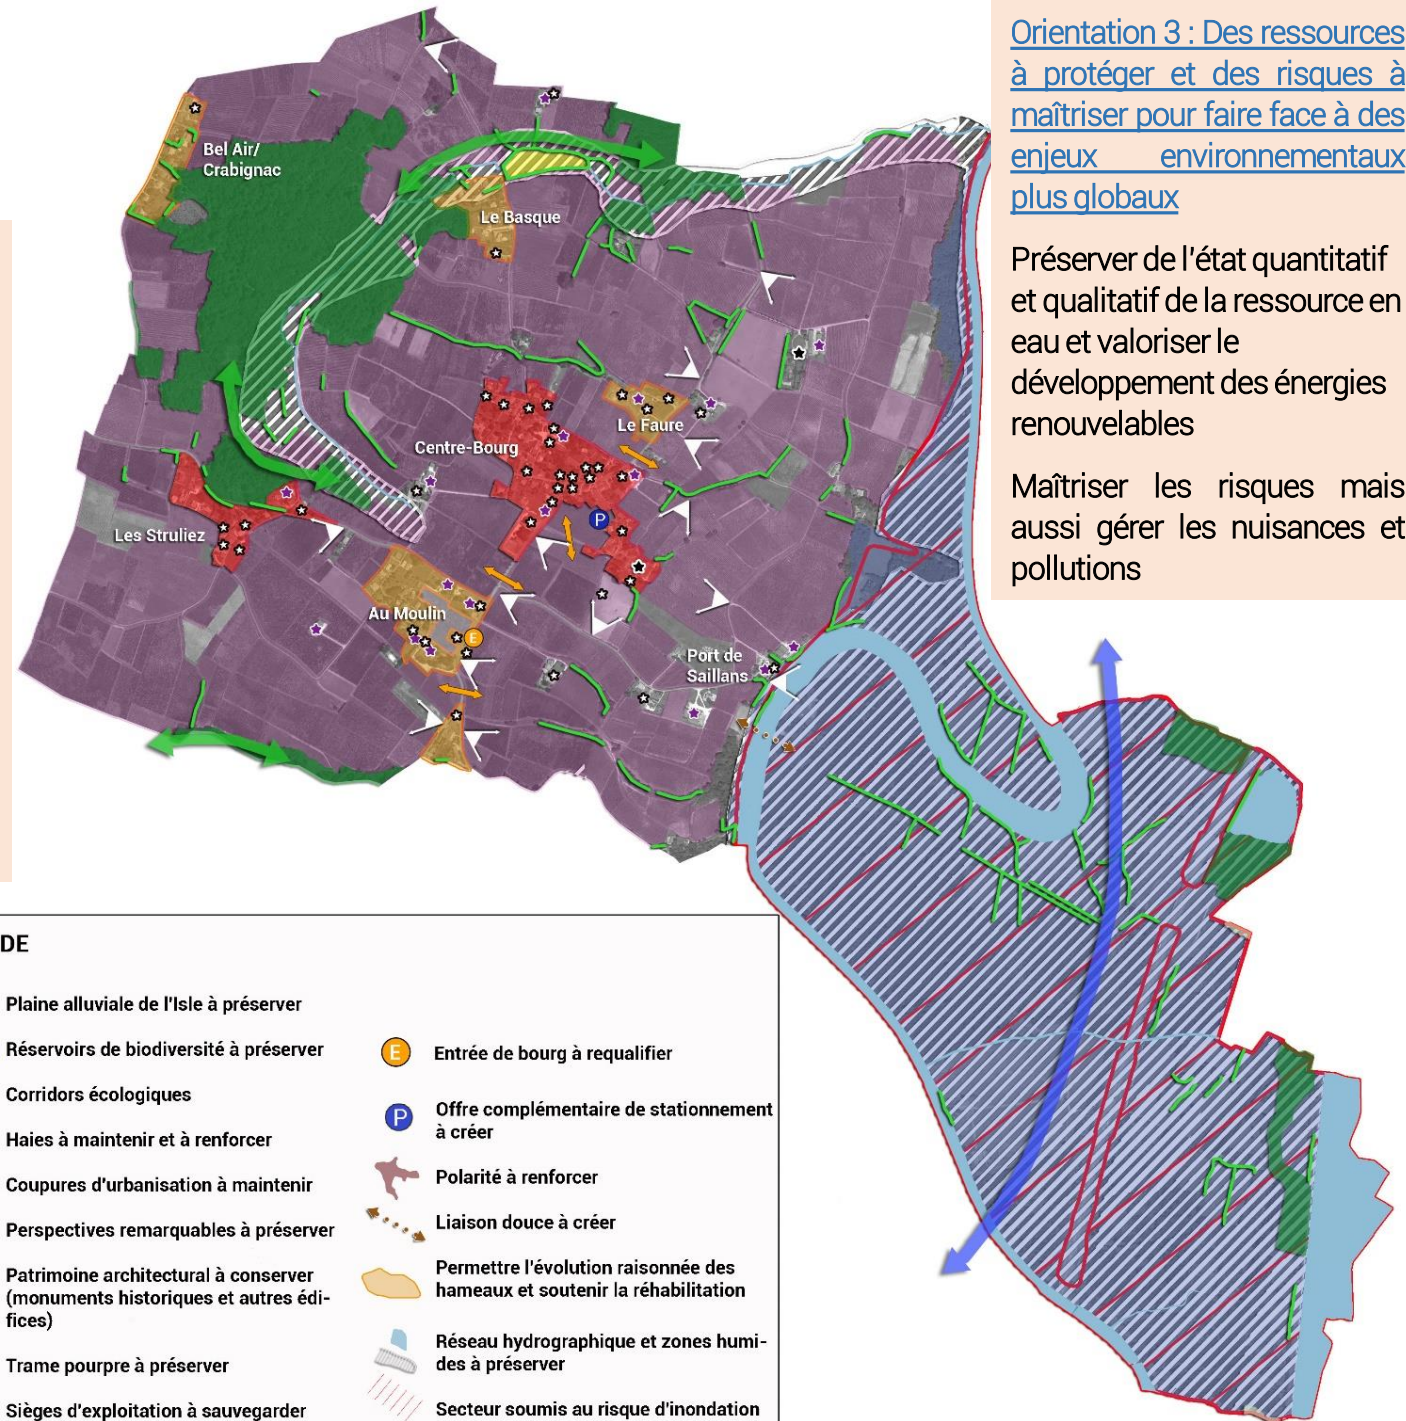 Orientation 3 : Des ressources
à protéger et des risques à
maîtriser pour faire face à des
enjeux environnementaux
plus globaux
Préserver de l'état quantitatif
et qualitatif de la ressource en
eau et valoriser le
développement des énergies
renouvelables
Maîtriser les risques mais
aussi gérer les nuisances et
pollutions
Bel Air/
Crabignac
Le Basque
Le Faure
Centre-Bourg
P
Les Struliez
Au Moulin
E
Port de
Saillans
DE
Plaine alluviale de l'Isle à préserver
Réservoirs de biodiversité à préserver
Corridors écologiques
Haies à maintenir et à renforcer
Coupures d'urbanisation à maintenir
Perspectives remarquables à préserver
Patrimoine architectural à conserver
(monuments historiques et autres édi-
fices)
Trame pourpre à préserver
Sièges d'exploitation à sauvegarder
E
Entrée de bourg à requalifier
P
Offre complémentaire de stationnement
à créer
Polarité à renforcer
Liaison douce à créer
Permettre l'évolution raisonnée des
hameaux et soutenir la réhabilitation
Réseau hydrographique et zones humi-
des à préserver
Secteur soumis au risque d'inondation